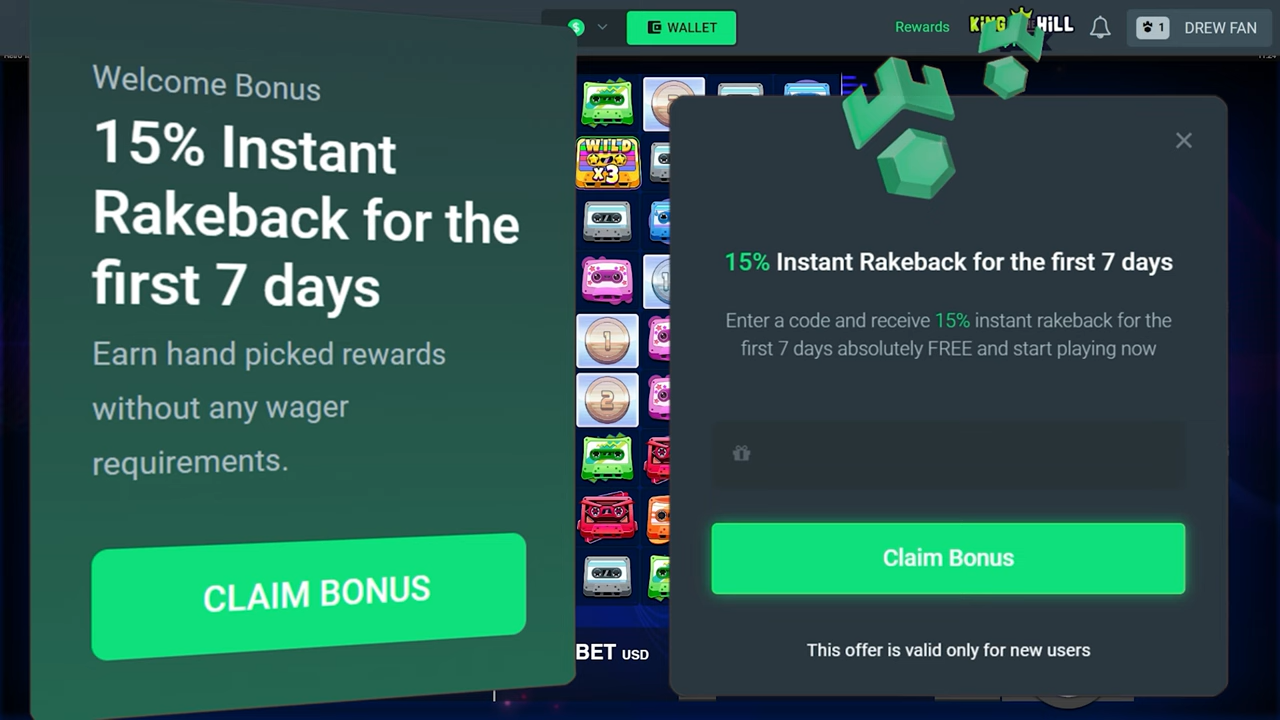 WALLET
Rewards
KING HILL
1
DREW FAN
Welcome Bonus
15% Instant
Rakeback for the
first 7 days
Earn hand picked rewards
without any wager
requirements.
CLAIM BONUS
WILD
x3
1
2
BET USD
15% Instant Rakeback for the first 7 days
Enter a code and receive 15% instant rakeback for the
first 7 days absolutely FREE and start playing now
Claim Bonus
This offer is valid only for new users